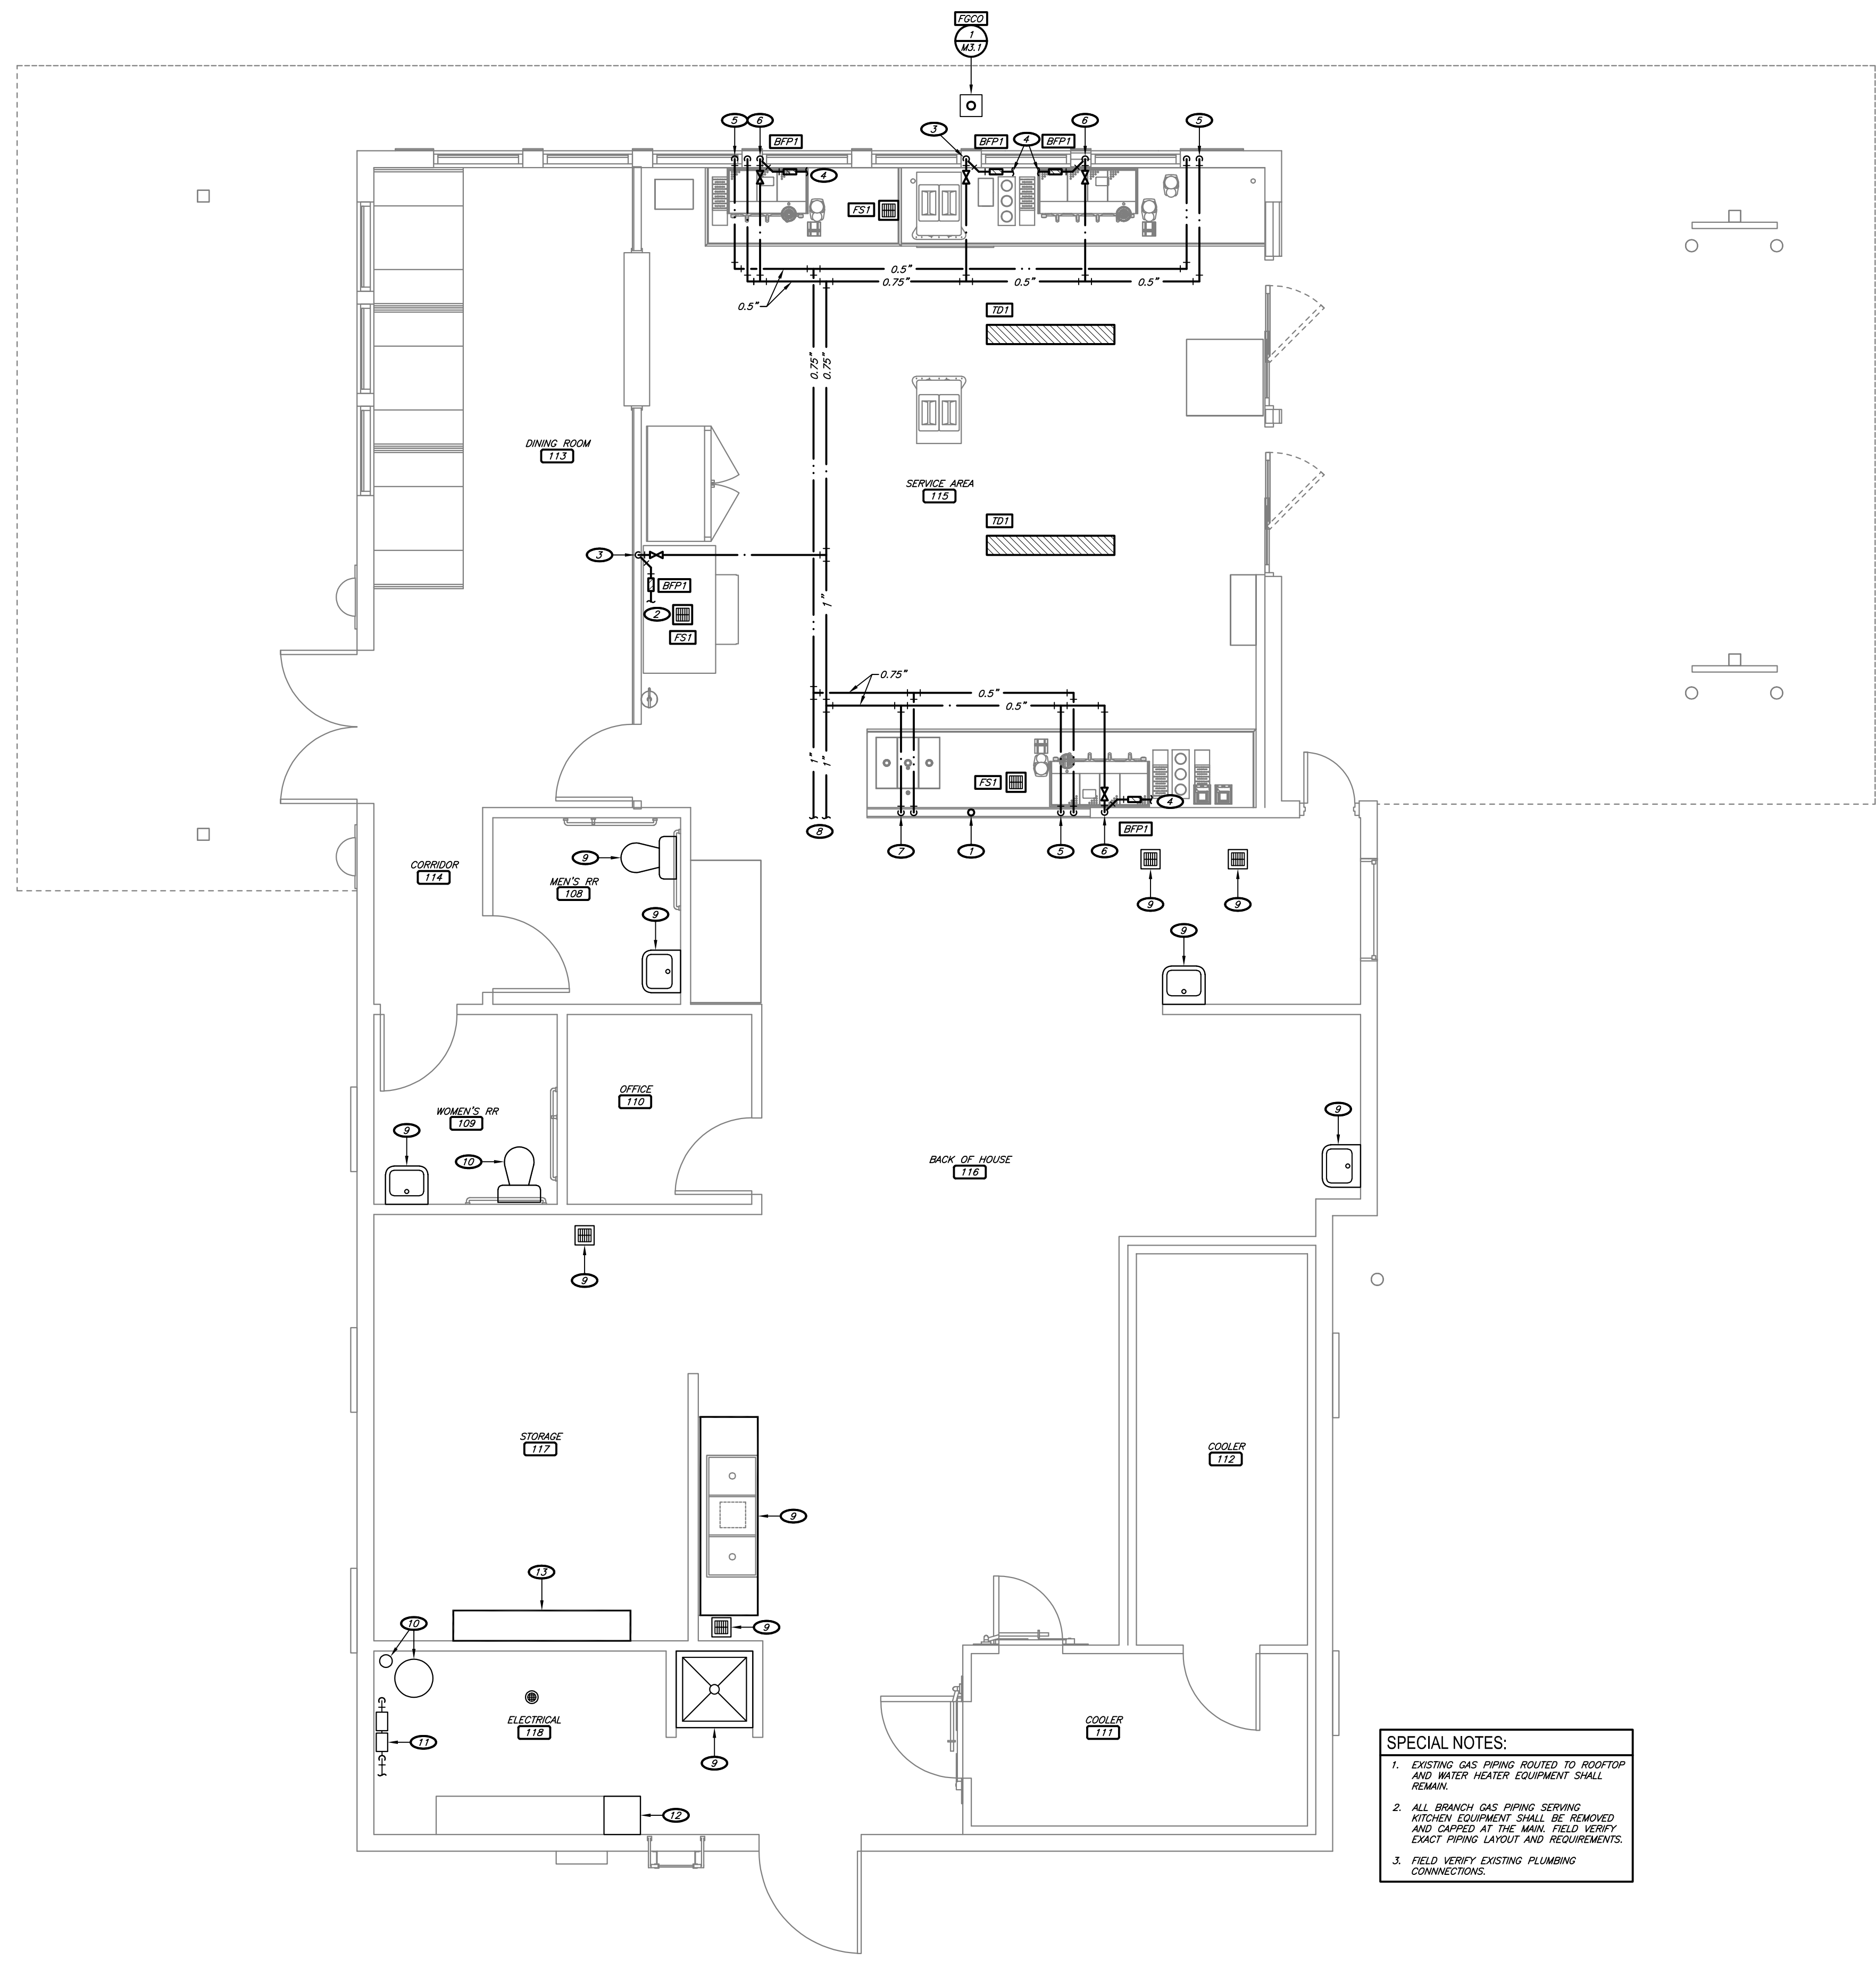 FGCO
1
M3.1
5
6
BFP1
3
BFP1
4
BFP1
6
5
4
FS1
0.5"
0.75"
0.5"
0.5"
0.5"
TD1
0.75"
0.75"
DINING ROOM
113
SERVICE AREA
115
TD1
3
BFP1
2
FS1
1"
0.75"
0.5"
0.5"
1"
1"
FS1
4
BFP1
8
7
1
5
6
9
CORRIDOR
114
MEN'S RR
108
9
9
9
9
OFFICE
110
WOMEN'S RR
109
9
10
9
BACK OF HOUSE
116
9
STORAGE
117
COOLER
112
9
13
10
9
ELECTRICAL
118
11
9
COOLER
111
12
SPECIAL NOTES:
1. EXISTING GAS PIPING ROUTED TO ROOFTOP
AND WATER HEATER EQUIPMENT SHALL
REMAIN.
2. ALL BRANCH GAS PIPING SERVING
KITCHEN EQUIPMENT SHALL BE REMOVED
AND CAPPED AT THE MAIN. FIELD VERIFY
EXACT PIPING LAYOUT AND REQUIREMENTS.
3. FIELD VERIFY EXISTING PLUMBING
CONNNECTIONS.